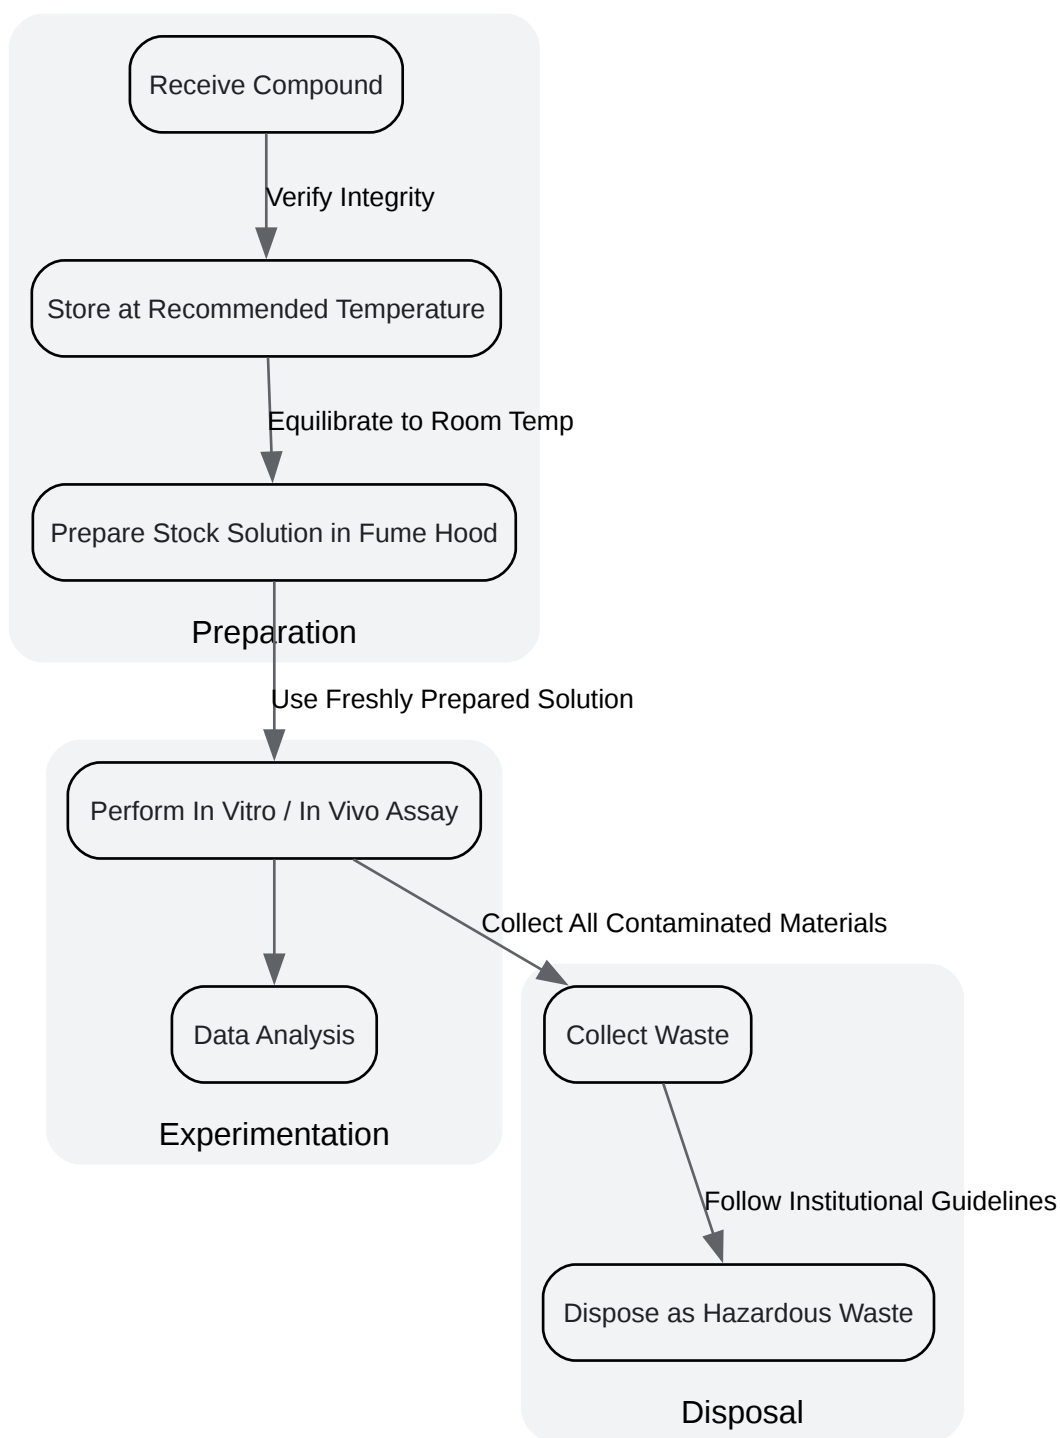 Receive Compound
Verify Integrity
Store at Recommended Temperature
Equilibrate to Room Temp
Prepare Stock Solution in Fume Hood
Preparation
Use Freshly Prepared Solution
Perform In Vitro / In Vivo Assay
Collect All Contaminated Materials
Data Analysis
Collect Waste
Experimentation
Follow Institutional Guidelines
Dispose as Hazardous Waste
Disposal